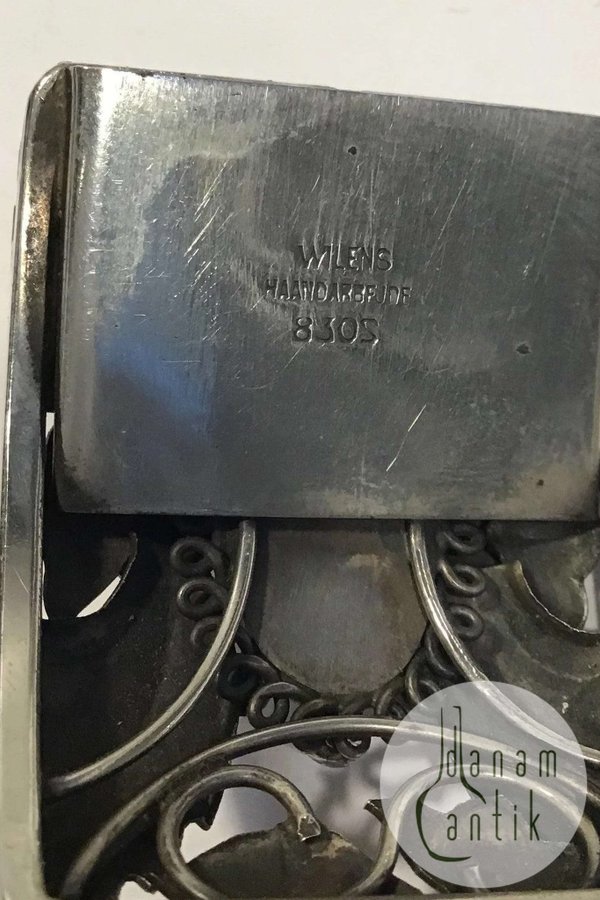 WILENS
HAANDARBEJDE
830S
danam
antik